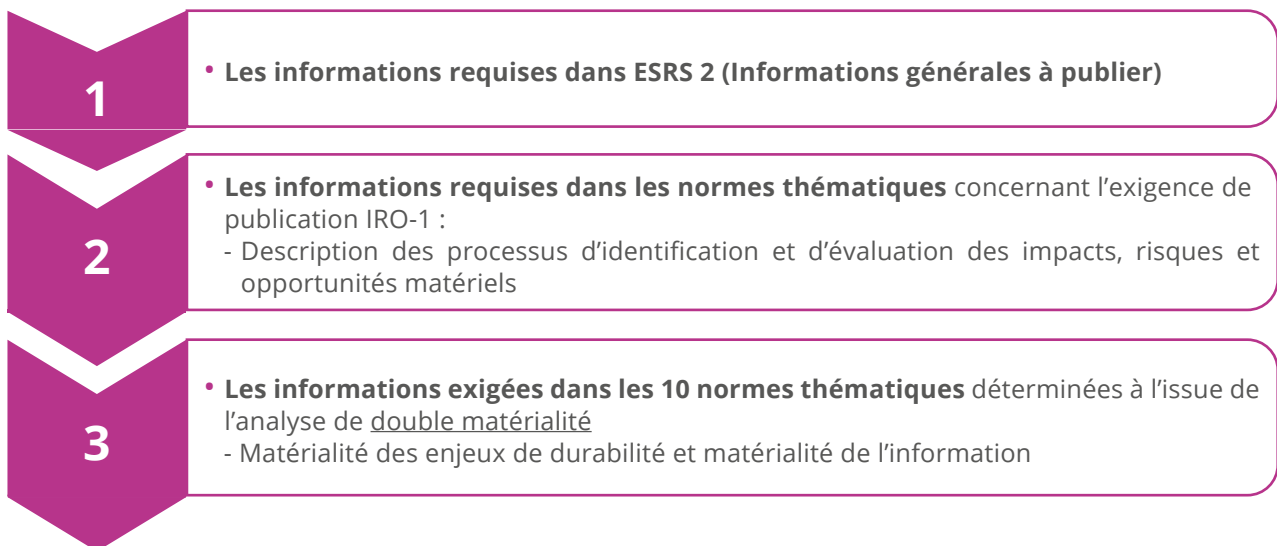 1
• Les informations requises dans ESRS 2 (Informations générales à publier)
2
• Les informations requises dans les normes thématiques concernant l’exigence de
publication IRO-1 :
- Description des processus d’identification et d’évaluation des impacts, risques et
opportunités matériels
3
• Les informations exigées dans les 10 normes thématiques déterminées à l’issue de
l’analyse de double matérialité
- Matérialité des enjeux de durabilité et matérialité de l’information